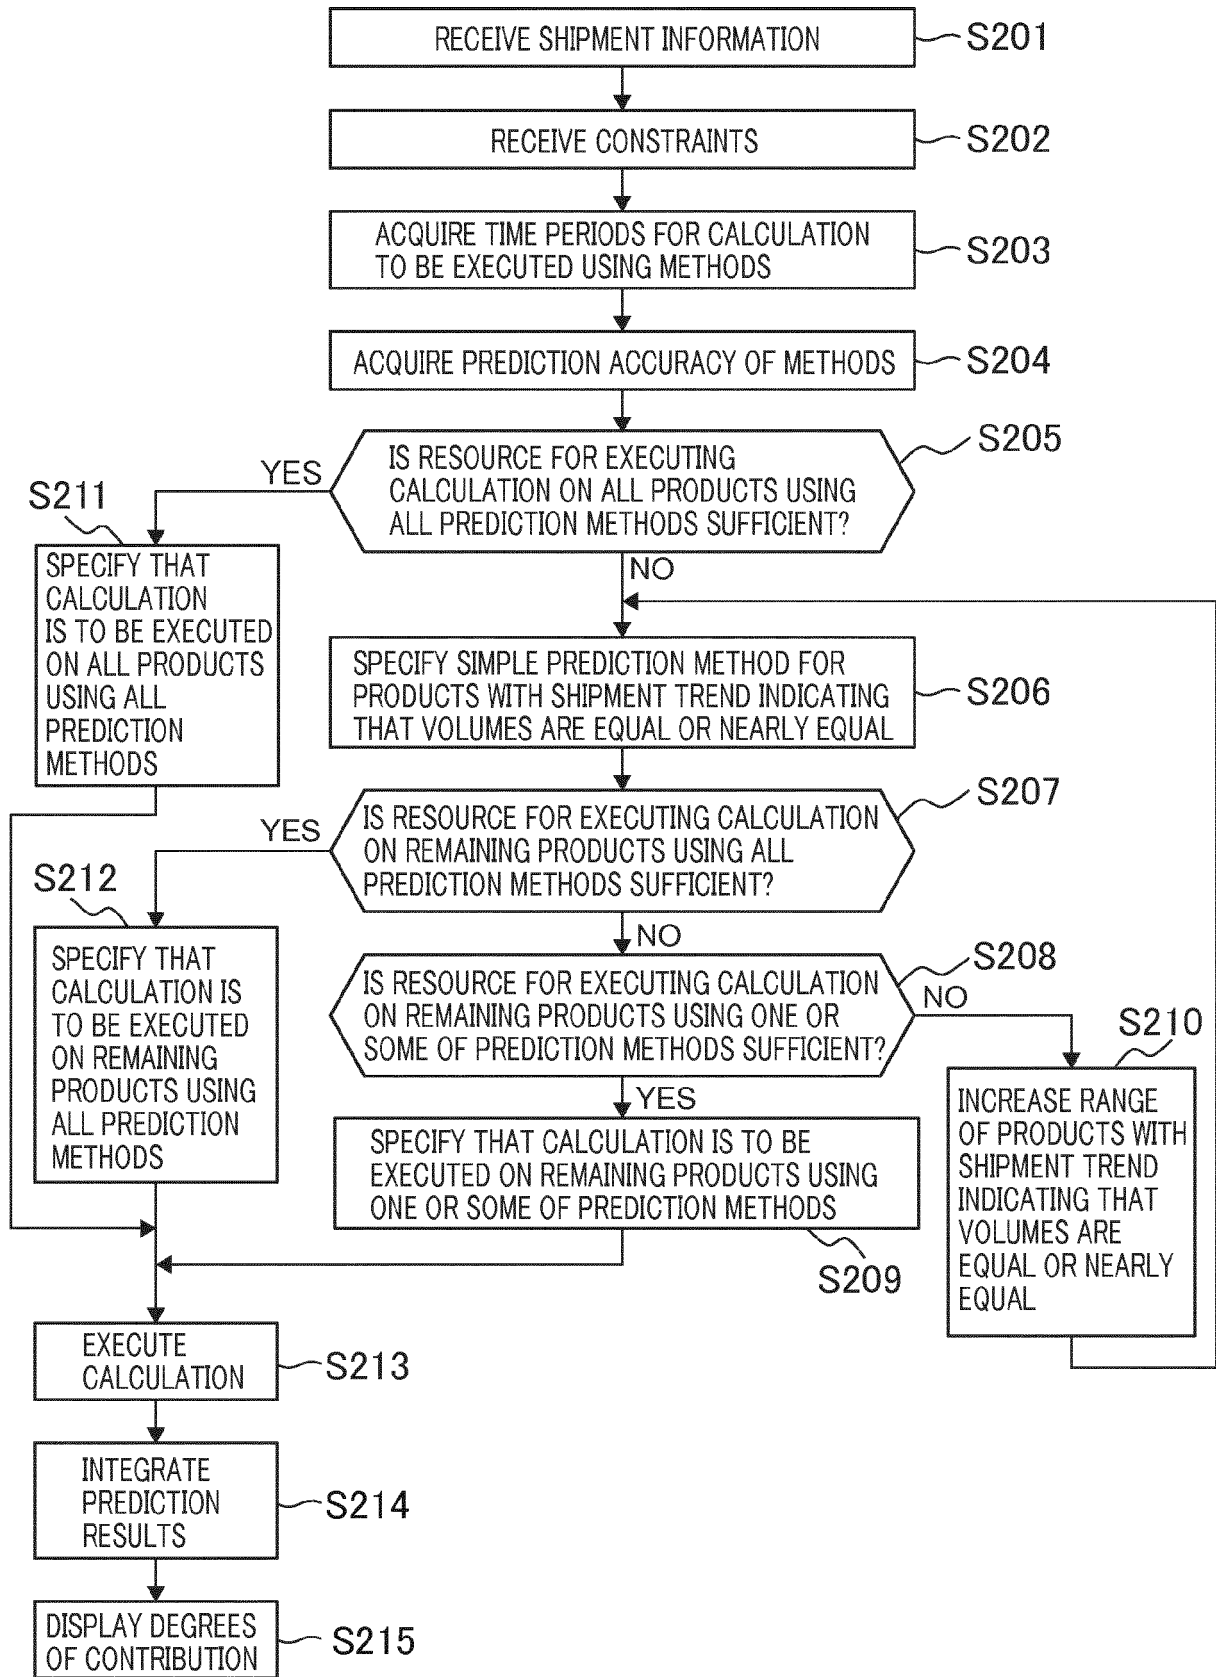 RECEIVE SHIPMENT INFORMATION
S201
RECEIVE CONSTRAINTS
S202
ACQUIRE TIME PERIODS FOR CALCULATION
TO BE EXECUTED USING METHODS
S203
ACQUIRE PREDICTION ACCURACY OF METHODS
S204
IS RESOURCE FOR EXECUTING
CALCULATION ON ALL PRODUCTS USING
ALL PREDICTION METHODS SUFFICIENT?
S205
YES
NO
S211
SPECIFY THAT
CALCULATION
IS TO BE EXECUTED
ON ALL PRODUCTS
USING ALL
PREDICTION
METHODS
SPECIFY SIMPLE PREDICTION METHOD FOR
PRODUCTS WITH SHIPMENT TREND INDICATING
THAT VOLUMES ARE EQUAL OR NEARLY EQUAL
S206
IS RESOURCE FOR EXECUTING CALCULATION
ON REMAINING PRODUCTS USING ALL
PREDICTION METHODS SUFFICIENT?
S207
YES
NO
S212
SPECIFY THAT
CALCULATION IS
TO BE EXECUTED
ON REMAINING
PRODUCTS USING
ALL PREDICTION
METHODS
IS RESOURCE FOR EXECUTING CALCULATION
ON REMAINING PRODUCTS USING ONE OR
SOME OF PREDICTION METHODS SUFFICIENT?
S208
NO
YES
S210
INCREASE RANGE
OF PRODUCTS WITH
SHIPMENT TREND
INDICATING THAT
VOLUMES ARE
EQUAL OR NEARLY
EQUAL
SPECIFY THAT CALCULATION IS TO BE
EXECUTED ON REMAINING PRODUCTS USING
ONE OR SOME OF PREDICTION METHODS
S209
EXECUTE
CALCULATION
S213
INTEGRATE
PREDICTION
RESULTS
S214
DISPLAY DEGREES
OF CONTRIBUTION
S215